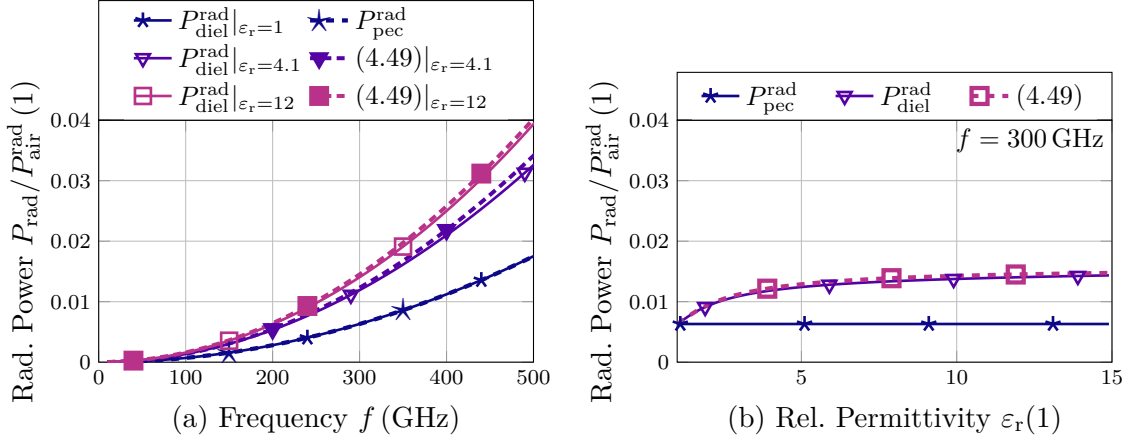 P_diel^rad|_εr=1 P_pec^rad
P_diel^rad|_εr=4.1 (4.49)|_εr=4.1
P_diel^rad|_εr=12 (4.49)|_εr=12
Rad. Power P_rad/P_air^rad (1)
0.04
0.03
0.02
0.01
0
0 100 200 300 400 500
(a) Frequency f (GHz)
P_pec^rad P_diel^rad (4.49)
Rad. Power P_rad/P_air^rad (1)
f = 300 GHz
0.04
0.03
0.02
0.01
0
5 10 15
(b) Rel. Permittivity ε_r(1)